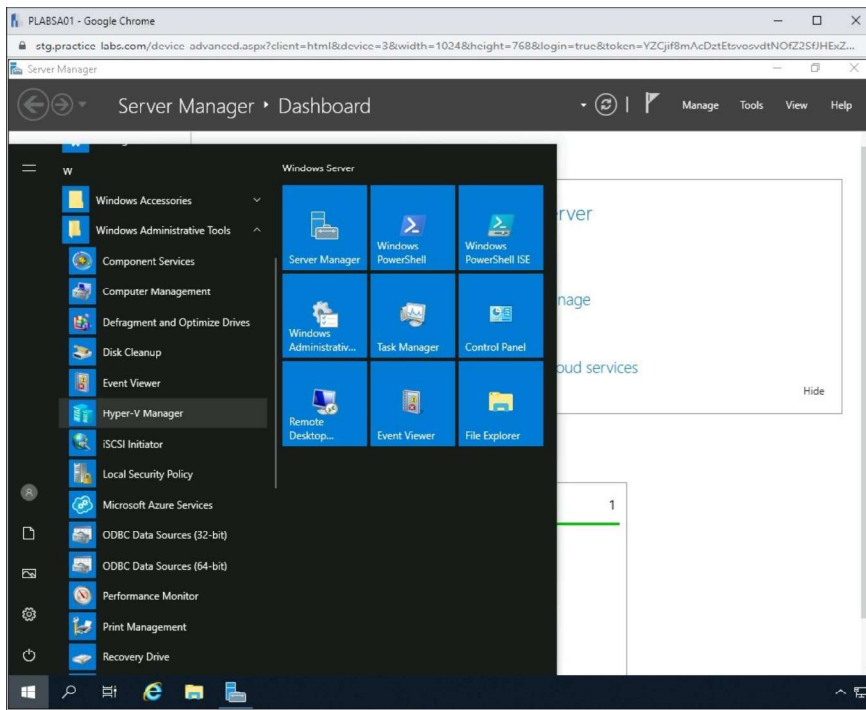 PLABSA01 - Google Chrome
stg.practice-labs.com/device-advanced.aspx?client=html&device=3&width=1024&height=768&login=true&token=
Server Manager
Server Manager
Dashboard
Manage
Tools
View
Help
W
Windows Accessories
Windows Administrative Tools
Component Services
Computer Management
Defragment and Optimize Drives
Disk Cleanup
Event Viewer
Hyper-V Manager
iSCSI Initiator
Local Security Policy
Microsoft Azure Services
ODBC Data Sources (32-bit)
ODBC Data Sources (64-bit)
Performance Monitor
Print Management
Recovery Drive
Windows Server
Server Manager
Windows
PowerShell
Windows
PowerShell ISE
Windows
Administrativ...
Task Manager
Control Panel
Remote
Desktop...
Event Viewer
File Explorer
rver
nage
oud services
Hide
1